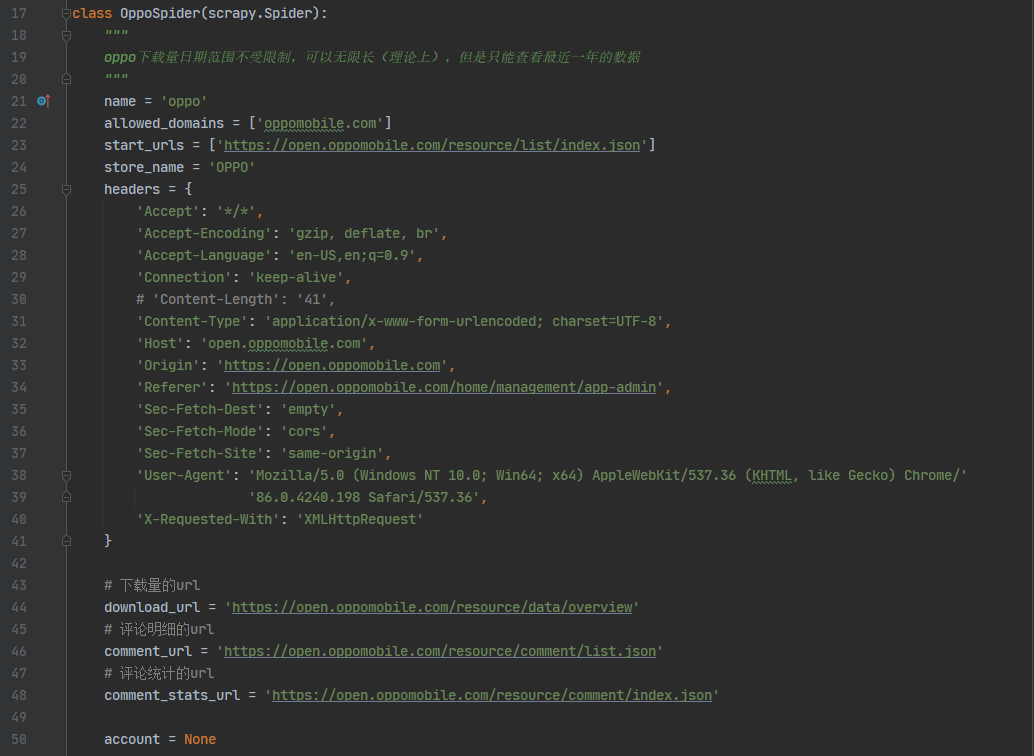 17 class OppoSpider(scrapy.Spider):
18     """
19     oppo下载量日期范围不受限制，可以无限长（理论上），但是只能查看最近一年的数据
20     """
21     name = 'oppo'
22     allowed_domains = ['oppomobile.com']
23     start_urls = ['https://open.oppomobile.com/resource/list/index.json']
24     store_name = 'OPPO'
25     headers = {
26         'Accept': '*/*',
27         'Accept-Encoding': 'gzip, deflate, br',
28         'Accept-Language': 'en-US,en;q=0.9',
29         'Connection': 'keep-alive',
30         # 'Content-Length': '41',
31         'Content-Type': 'application/x-www-form-urlencoded; charset=UTF-8',
32         'Host': 'open.oppomobile.com',
33         'Origin': 'https://open.oppomobile.com',
34         'Referer': 'https://open.oppomobile.com/home/management/app-admin',
35         'Sec-Fetch-Dest': 'empty',
36         'Sec-Fetch-Mode': 'cors',
37         'Sec-Fetch-Site': 'same-origin',
38         'User-Agent': 'Mozilla/5.0 (Windows NT 10.0; Win64; x64) AppleWebKit/537.36 (KHTML, like Gecko) Chrome/'
39                       '86.0.4240.198 Safari/537.36',
40         'X-Requested-With': 'XMLHttpRequest'
41     }
42
43     # 下载量的url
44     download_url = 'https://open.oppomobile.com/resource/data/overview'
45     # 评论明细的url
46     comment_url = 'https://open.oppomobile.com/resource/comment/list.json'
47     # 评论统计的url
48     comment_stats_url = 'https://open.oppomobile.com/resource/comment/index.json'
49
50     account = None